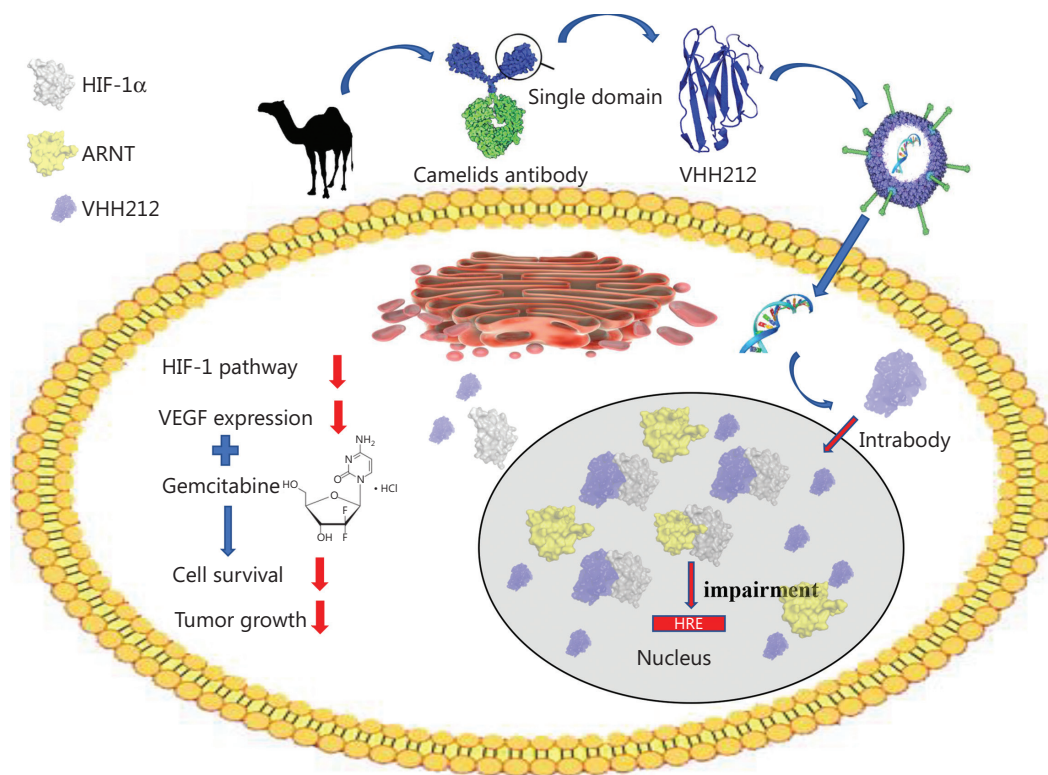 HIF-1α
ARNT
VHH212
Single domain
Camelids antibody
VHH212
HIF-1 pathway
VEGF expression
Gemcitabine
NH₂
N
O
N
HO
O
• HCl
F
OH
F
Cell survival
Tumor growth
Intrabody
impairment
HRE
Nucleus